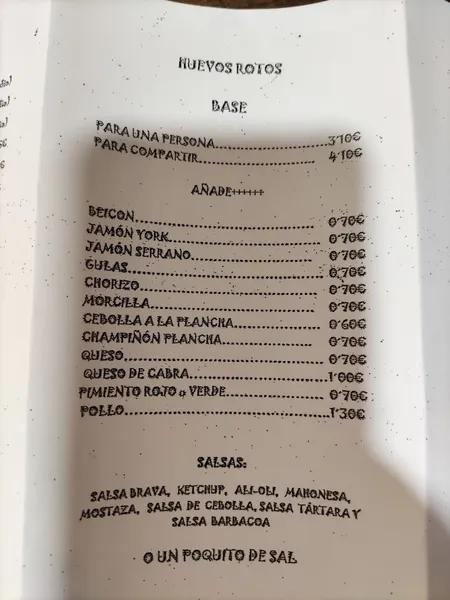 HUEVOS ROTOS
BASE
PARA UNA PERSONA..........................3'10€
PARA COMPARTIR.......................... 4'10€
AÑADE++++++
BEICON.......................... 0'70€
JAMÓN YORK.......................... 0'70€
JAMÓN SERRANO.......................... 0'70€
GULAS.......................... 0'70€
CHORIZO.......................... 0'70€
MORCILLA.......................... 0'70€
CEBOLLA A LA PLANCHA.......................... 0'60€
CHAMPIÑÓN PLANCHA.......................... 0'70€
QUESO.......................... 0'70€
QUESO DE CABRA..........................1'00€
PIMIENTO ROJO o VERDE.......................... 0'70€
POLLO..........................1'30€
SALSAS:
SALSA BRAVA, KETCHUP, ALI-OLI, MAHONESA,
MOSTAZA, SALSA DE CEBOLLA, SALSA TÁRTARA Y
SALSA BARBACOA
O UN POQUITO DE SAL